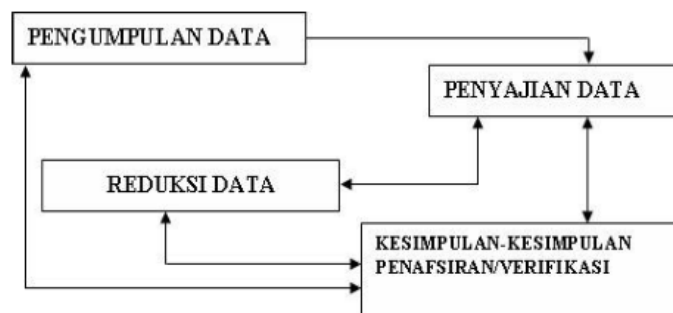 PENGUMPULAN DATA
PENYAJIAN DATA
REDUKSI DATA
KESIMPULAN-KESIMPULAN
PENAFSIRAN/VERIFIKASI